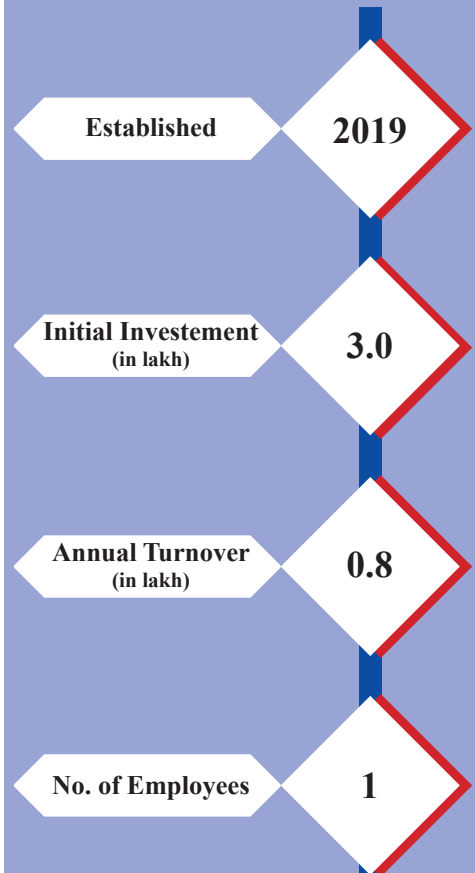 Established
2019
Initial Investement
(in lakh)
3.0
Annual Turnover
(in lakh)
0.8
No. of Employees
1